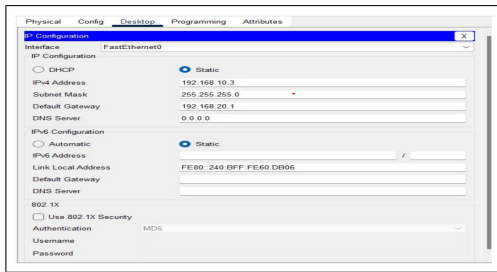 Physical Config Desktop Programming Attributes
IP Configuration X
Interface FastEthernet0
IP Configuration
DHCP Static
IPv4 Address 192.168.10.3
Subnet Mask 255.255.255.0
Default Gateway 192.168.20.1
DNS Server 0.0.0.0
IPv6 Configuration
Automatic Static
IPv6 Address /
Link Local Address FE80::240:BFF:FE60:DB06
Default Gateway
DNS Server
802.1X
Use 802.1X Security
Authentication MD5
Username
Password